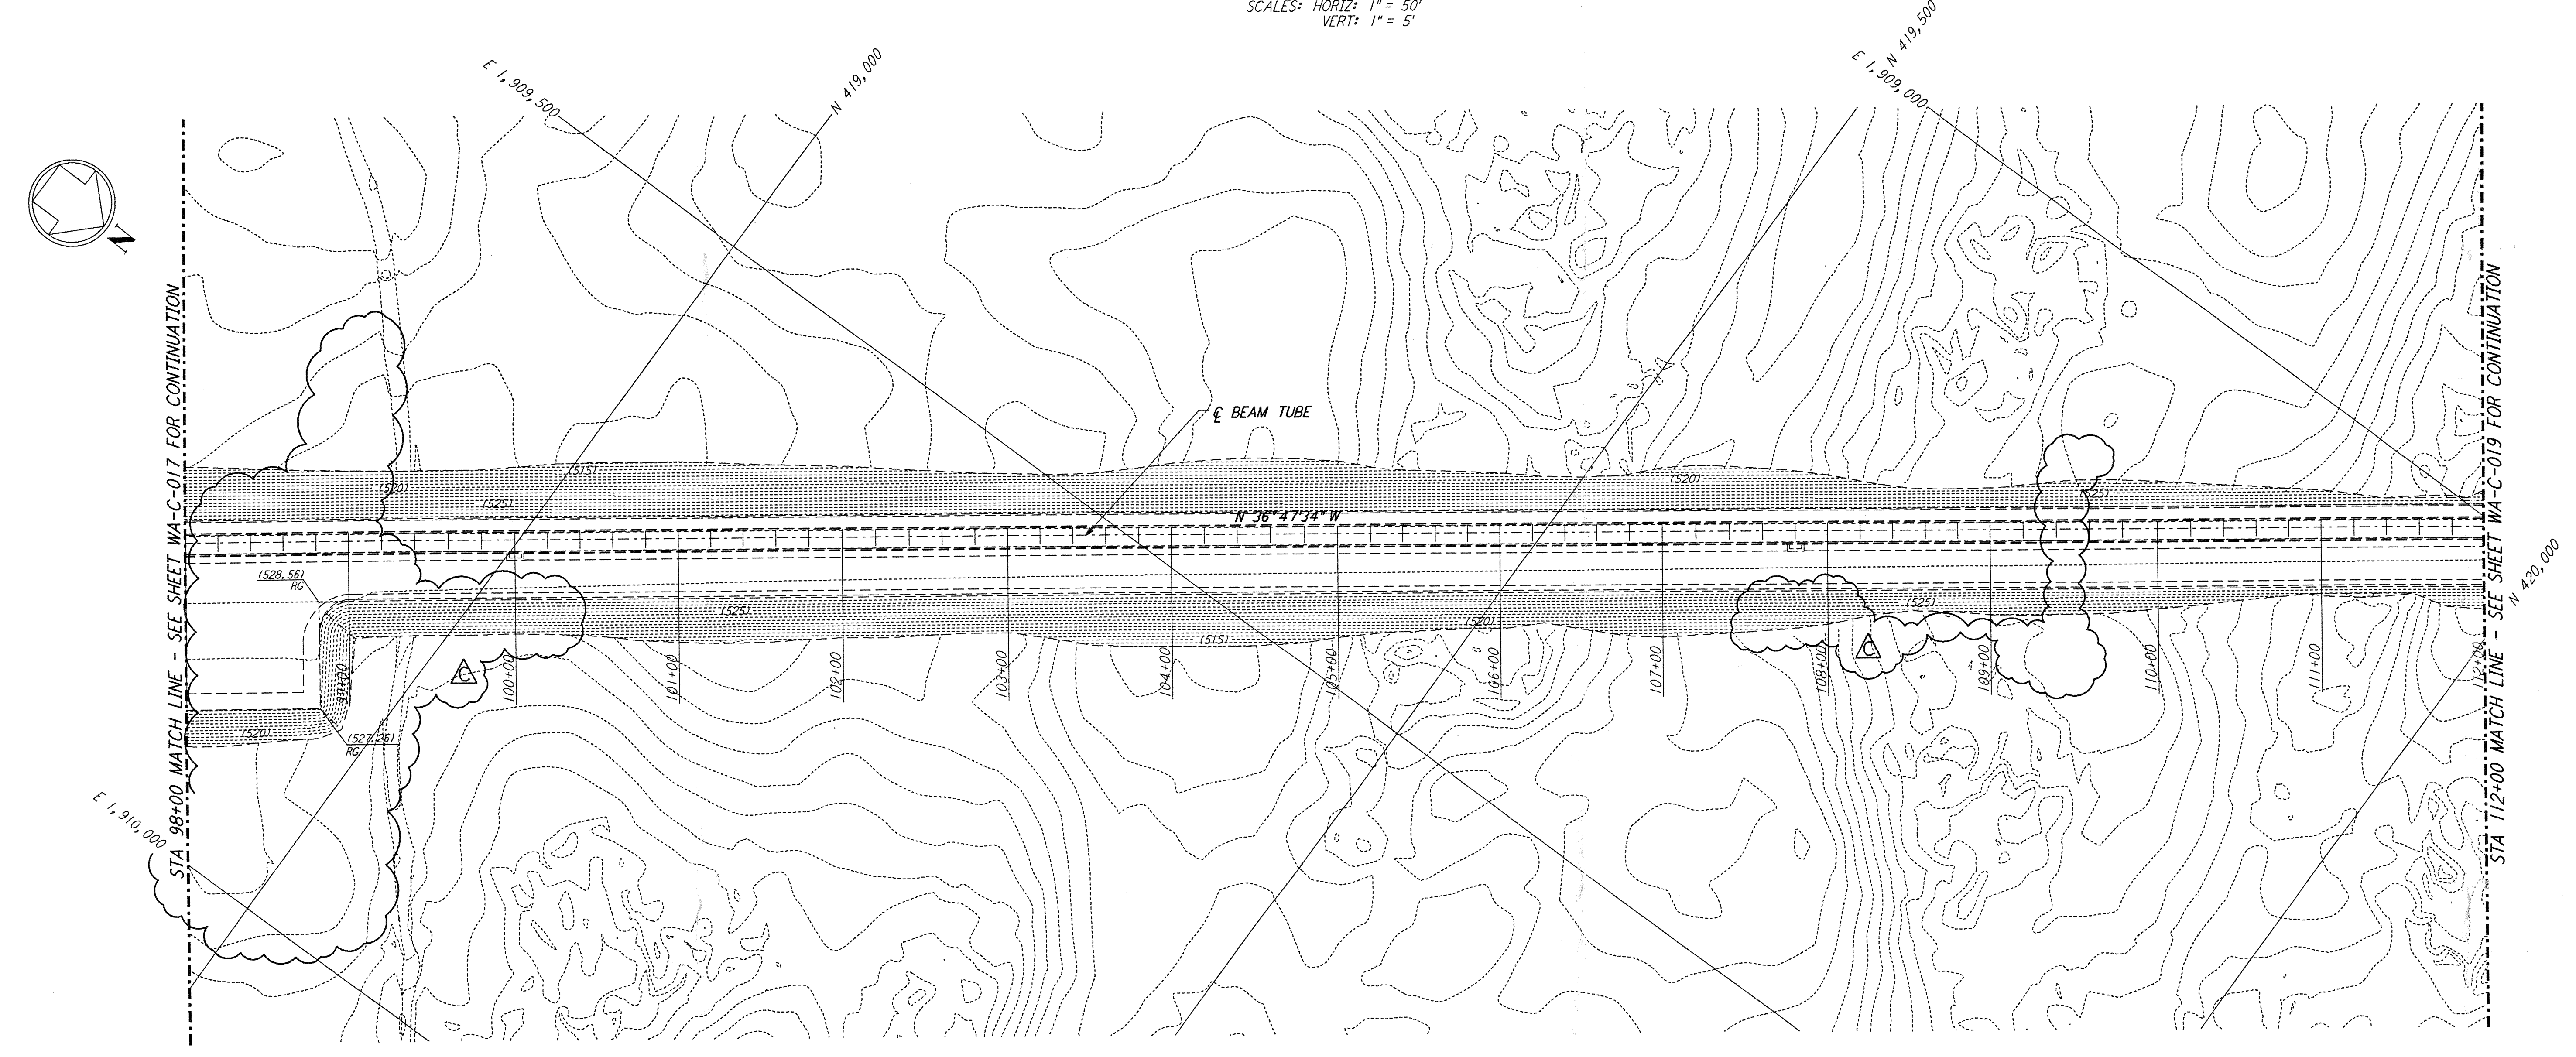 SCALES: HORIZ: 1" = 50'
VERT: 1" = 5'
E 1,909,500
N 419,000
E 1,909,000
N 419,500
N
STA 98+00 MATCH LINE - SEE SHEET WA-C-017 FOR CONTINUATION
STA 112+00 MATCH LINE - SEE SHEET WA-C-019 FOR CONTINUATION
℄ BEAM TUBE
(515)
(520)
(525)
(520)
(525)
N 36°47'34" W
(528.56)
RG
(525)
(515)
(520)
(525)
C
C
99+00
100+00
101+00
102+00
103+00
104+00
105+00
106+00
107+00
108+00
109+00
110+00
111+00
112+00
N 420,000
(520)
(527.26)
RG
E 1,910,000